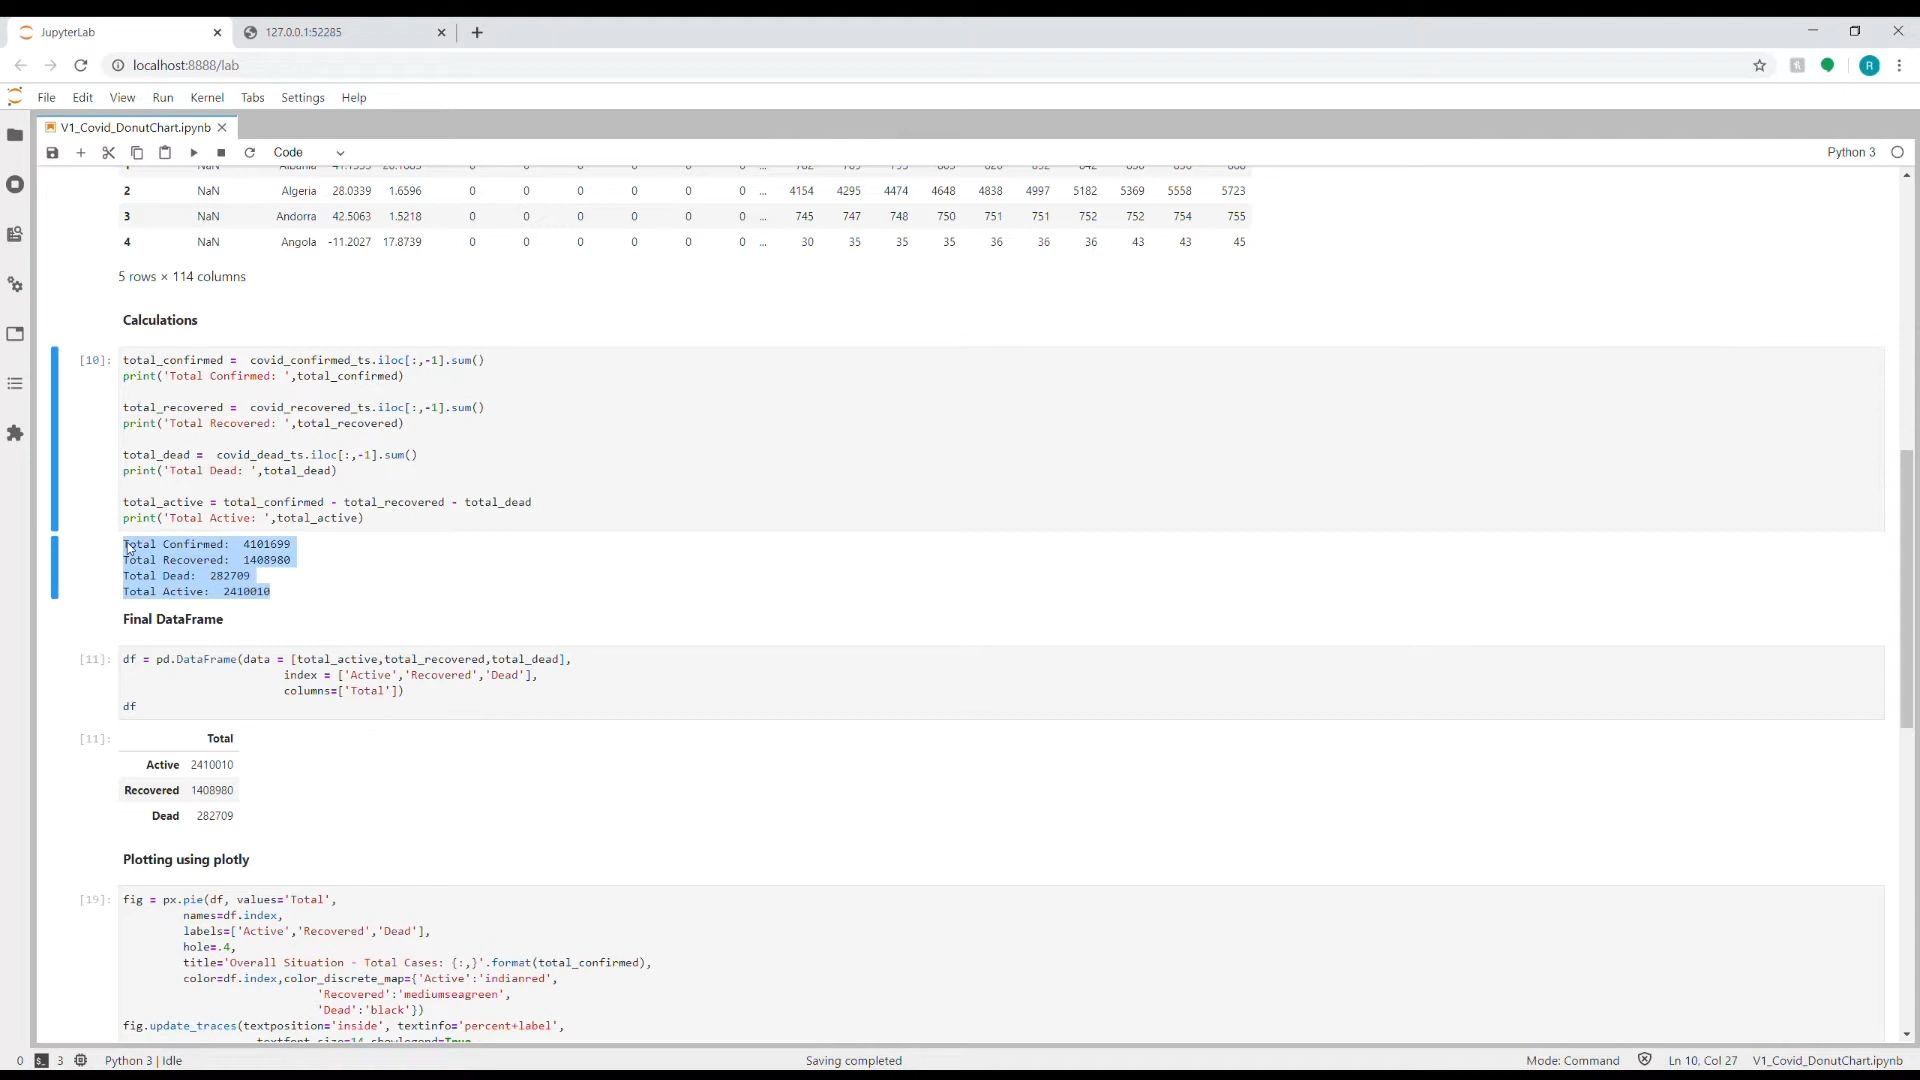 JupyterLab
127.0.0.1:52285
localhost:8888/lab
R
File Edit View Run Kernel Tabs Settings Help
V1_Covid_DonutChart.ipynb
Code
Python 3
2 NaN Algeria 28.0339 1.6596 0 0 0 0 0 0 ... 4154 4295 4474 4648 4838 4997 5182 5369 5558 5723
3 NaN Andorra 42.5063 1.5218 0 0 0 0 0 0 ... 745 747 748 750 751 751 752 752 754 755
4 NaN Angola -11.2027 17.8739 0 0 0 0 0 0 ... 30 35 35 35 36 36 36 43 43 45
5 rows × 114 columns
Calculations
[10]: total_confirmed =  covid_confirmed_ts.iloc[:,-1].sum()
print('Total Confirmed: ',total_confirmed)
total_recovered =  covid_recovered_ts.iloc[:,-1].sum()
print('Total Recovered: ',total_recovered)
total_dead =  covid_dead_ts.iloc[:,-1].sum()
print('Total Dead: ',total_dead)
total_active = total_confirmed - total_recovered - total_dead
print('Total Active: ',total_active)
Total Confirmed:  4101699
Total Recovered:  1408980
Total Dead:  282709
Total Active:  2410010
Final DataFrame
[11]: df = pd.DataFrame(data = [total_active,total_recovered,total_dead],
index = ['Active','Recovered','Dead'],
columns=['Total'])
df
[11]: Total
Active 2410010
Recovered 1408980
Dead 282709
Plotting using plotly
[19]: fig = px.pie(df, values='Total',
names=df.index,
labels=['Active','Recovered','Dead'],
hole=.4,
title='Overall Situation - Total Cases: {:,}'.format(total_confirmed),
color=df.index,color_discrete_map={'Active':'indianred',
'Recovered':'mediumseagreen',
'Dead':'black'})
fig.update_traces(textposition='inside', textinfo='percent+label',
0 3 Python 3 | Idle Saving completed Mode: Command Ln 10, Col 27 V1_Covid_DonutChart.ipynb